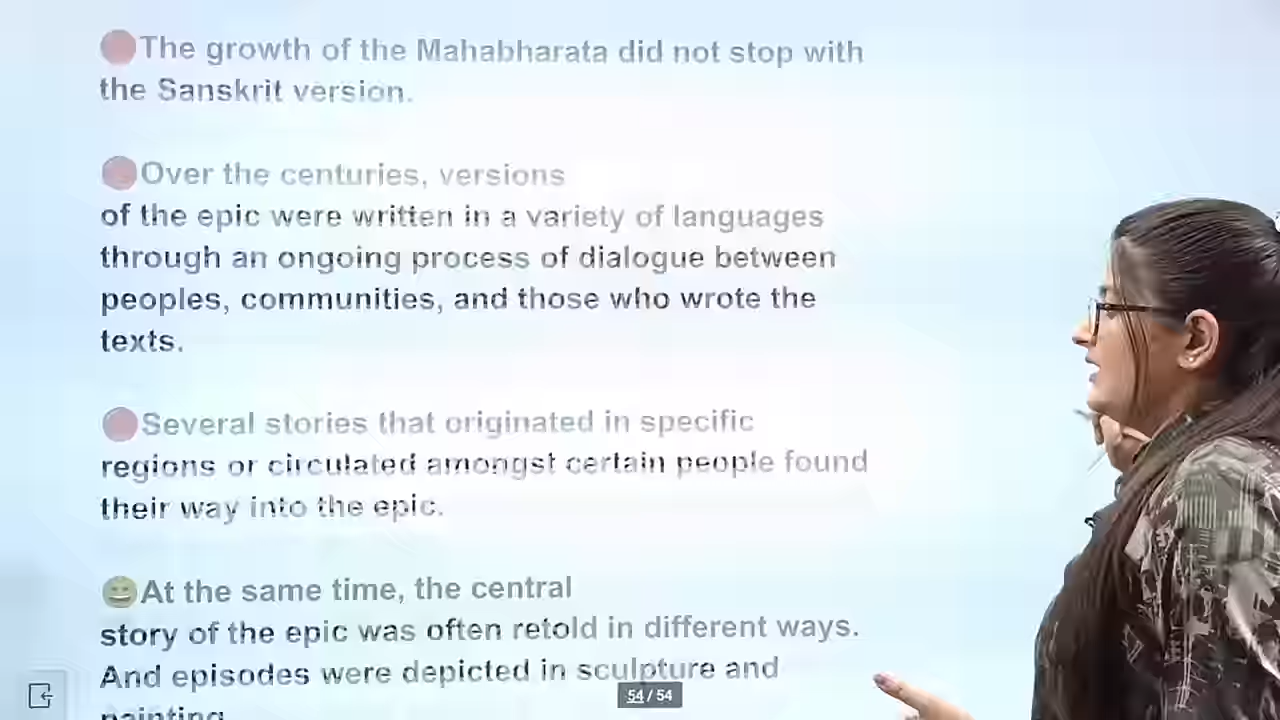 The growth of the Mahabharata did not stop with
the Sanskrit version.
Over the centuries, versions
of the epic were written in a variety of languages
through an ongoing process of dialogue between
peoples, communities, and those who wrote the
texts.
Several stories that originated in specific
regions or circulated amongst certain people found
their way into the epic.
At the same time, the central
story of the epic was often retold in different ways.
And episodes were depicted in sculpture and
painting
54 / 54